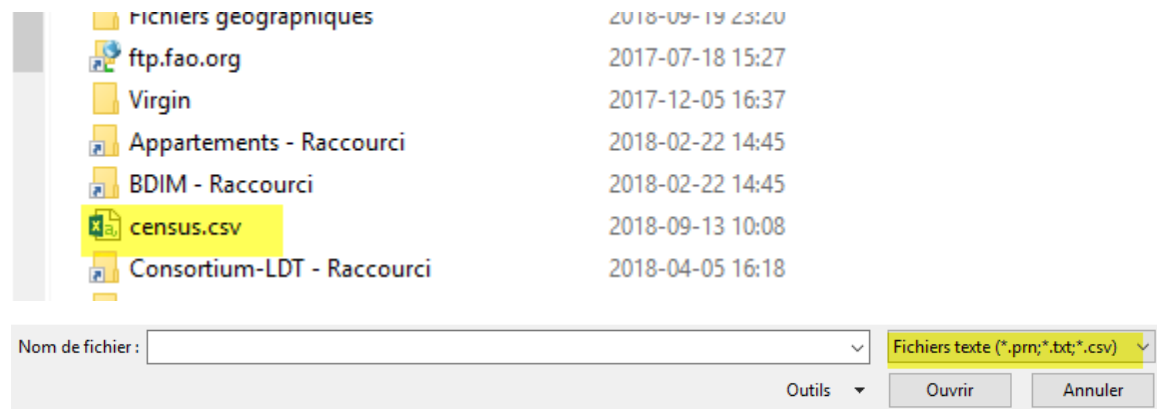 Fichiers géographiques 2018-09-19 23:20
ftp.fao.org 2017-07-18 15:27
Virgin 2017-12-05 16:37
Appartements - Raccourci 2018-02-22 14:45
BDIM - Raccourci 2018-02-22 14:45
census.csv 2018-09-13 10:08
Consortium-LDT - Raccourci 2018-04-05 16:18
Nom de fichier : Fichiers texte (*.prn;*.txt;*.csv)
Outils Ouvrir Annuler